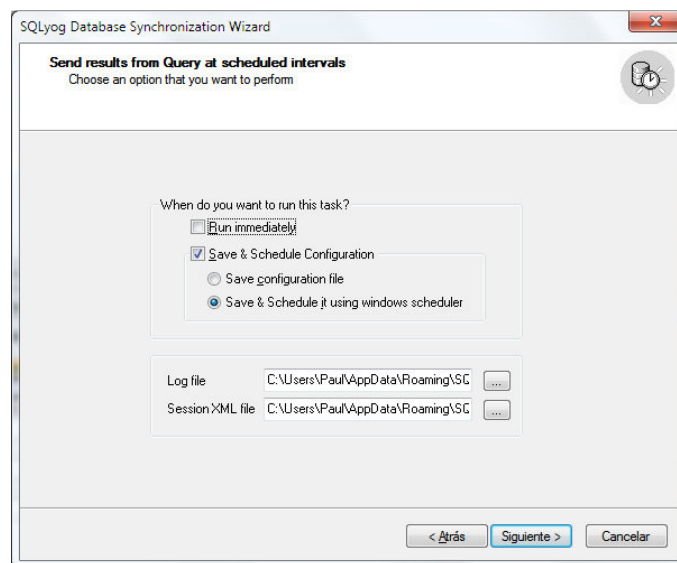 SQLyog Database Synchronization Wizard
Send results from Query at scheduled intervals
Choose an option that you want to perform
When do you want to run this task?
Run immediately
Save & Schedule Configuration
Save configuration file
Save & Schedule it using windows scheduler
Log file C:\Users\Paul\AppData\Roaming\SQ ...
Session XML file C:\Users\Paul\AppData\Roaming\SQ ...
< Atrás Siguiente > Cancelar